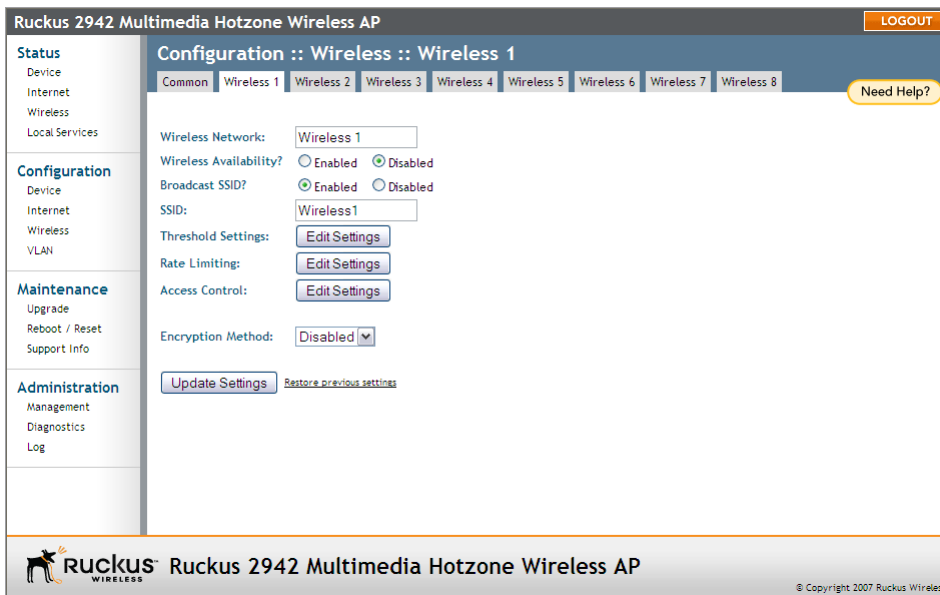 Ruckus 2942 Multimedia Hotzone Wireless AP
LOGOUT
Status
Device
Internet
Wireless
Local Services
Configuration
Device
Internet
Wireless
VLAN
Maintenance
Upgrade
Reboot / Reset
Support Info
Administration
Management
Diagnostics
Log
Configuration :: Wireless :: Wireless 1
Common Wireless 1 Wireless 2 Wireless 3 Wireless 4 Wireless 5 Wireless 6 Wireless 7 Wireless 8
Need Help?
Wireless Network: Wireless 1
Wireless Availability? Enabled Disabled
Broadcast SSID? Enabled Disabled
SSID: Wireless1
Threshold Settings: Edit Settings
Rate Limiting: Edit Settings
Access Control: Edit Settings
Encryption Method: Disabled
Update Settings Restore previous settings
RUCKUS WIRELESS
Ruckus 2942 Multimedia Hotzone Wireless AP
© Copyright 2007 Ruckus Wireles